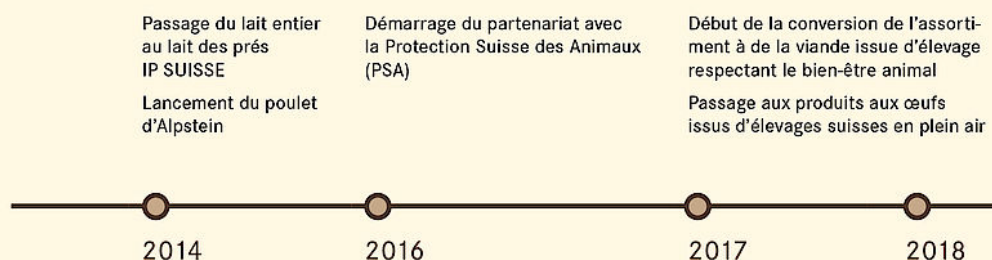 Passage du lait entier
au lait des prés
IP SUISSE
Lancement du poulet
d'Alpstein
Démarrage du partenariat avec
la Protection Suisse des Animaux
(PSA)
Début de la conversion de l'assorti-
ment à de la viande issue d'élevage
respectant le bien-être animal
Passage aux produits aux œufs
issus d'élevages suisses en plein air
2014
2016
2017
2018